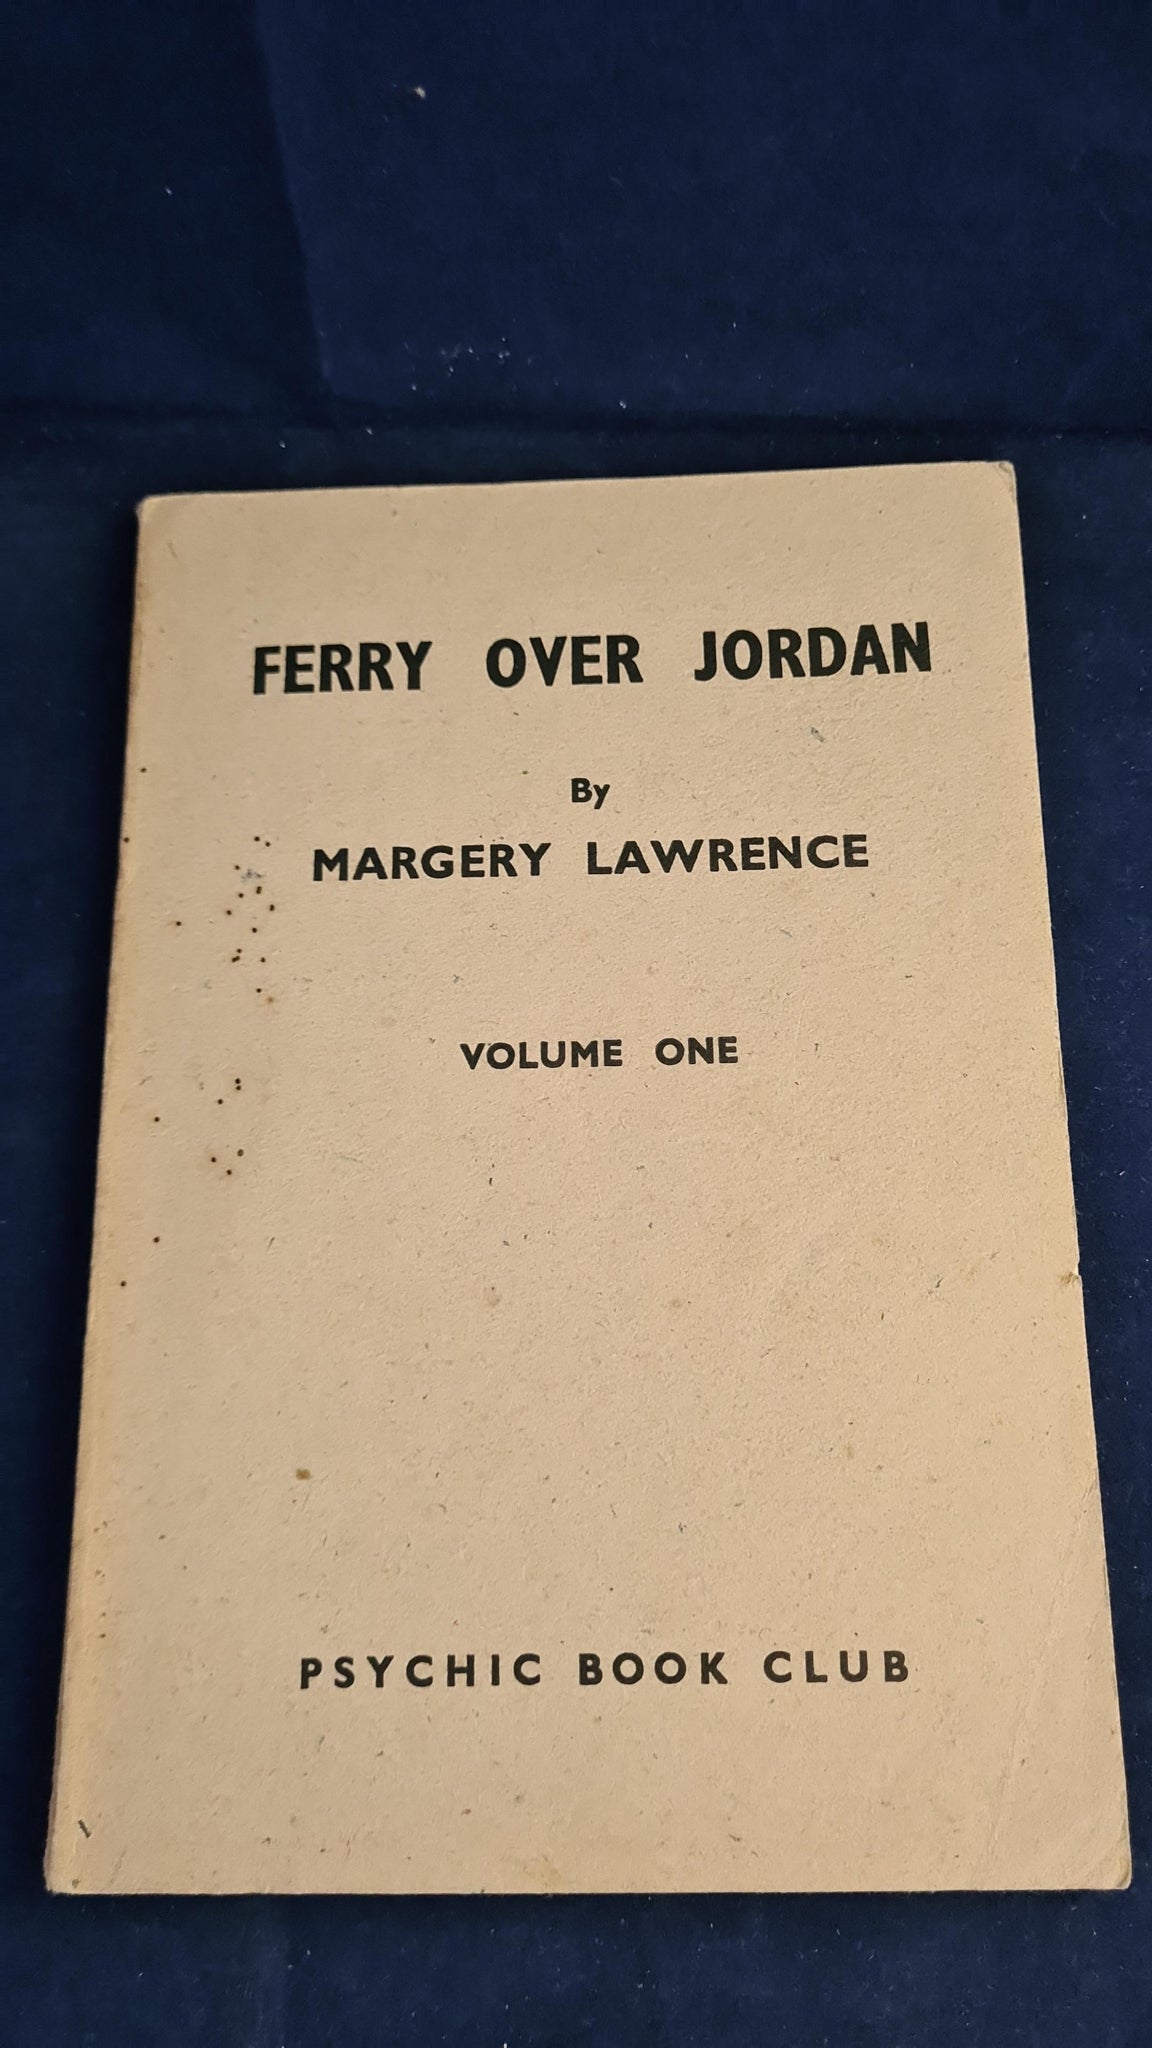 FERRY OVER JORDAN
By
MARGERY LAWRENCE
VOLUME ONE
PSYCHIC BOOK CLUB